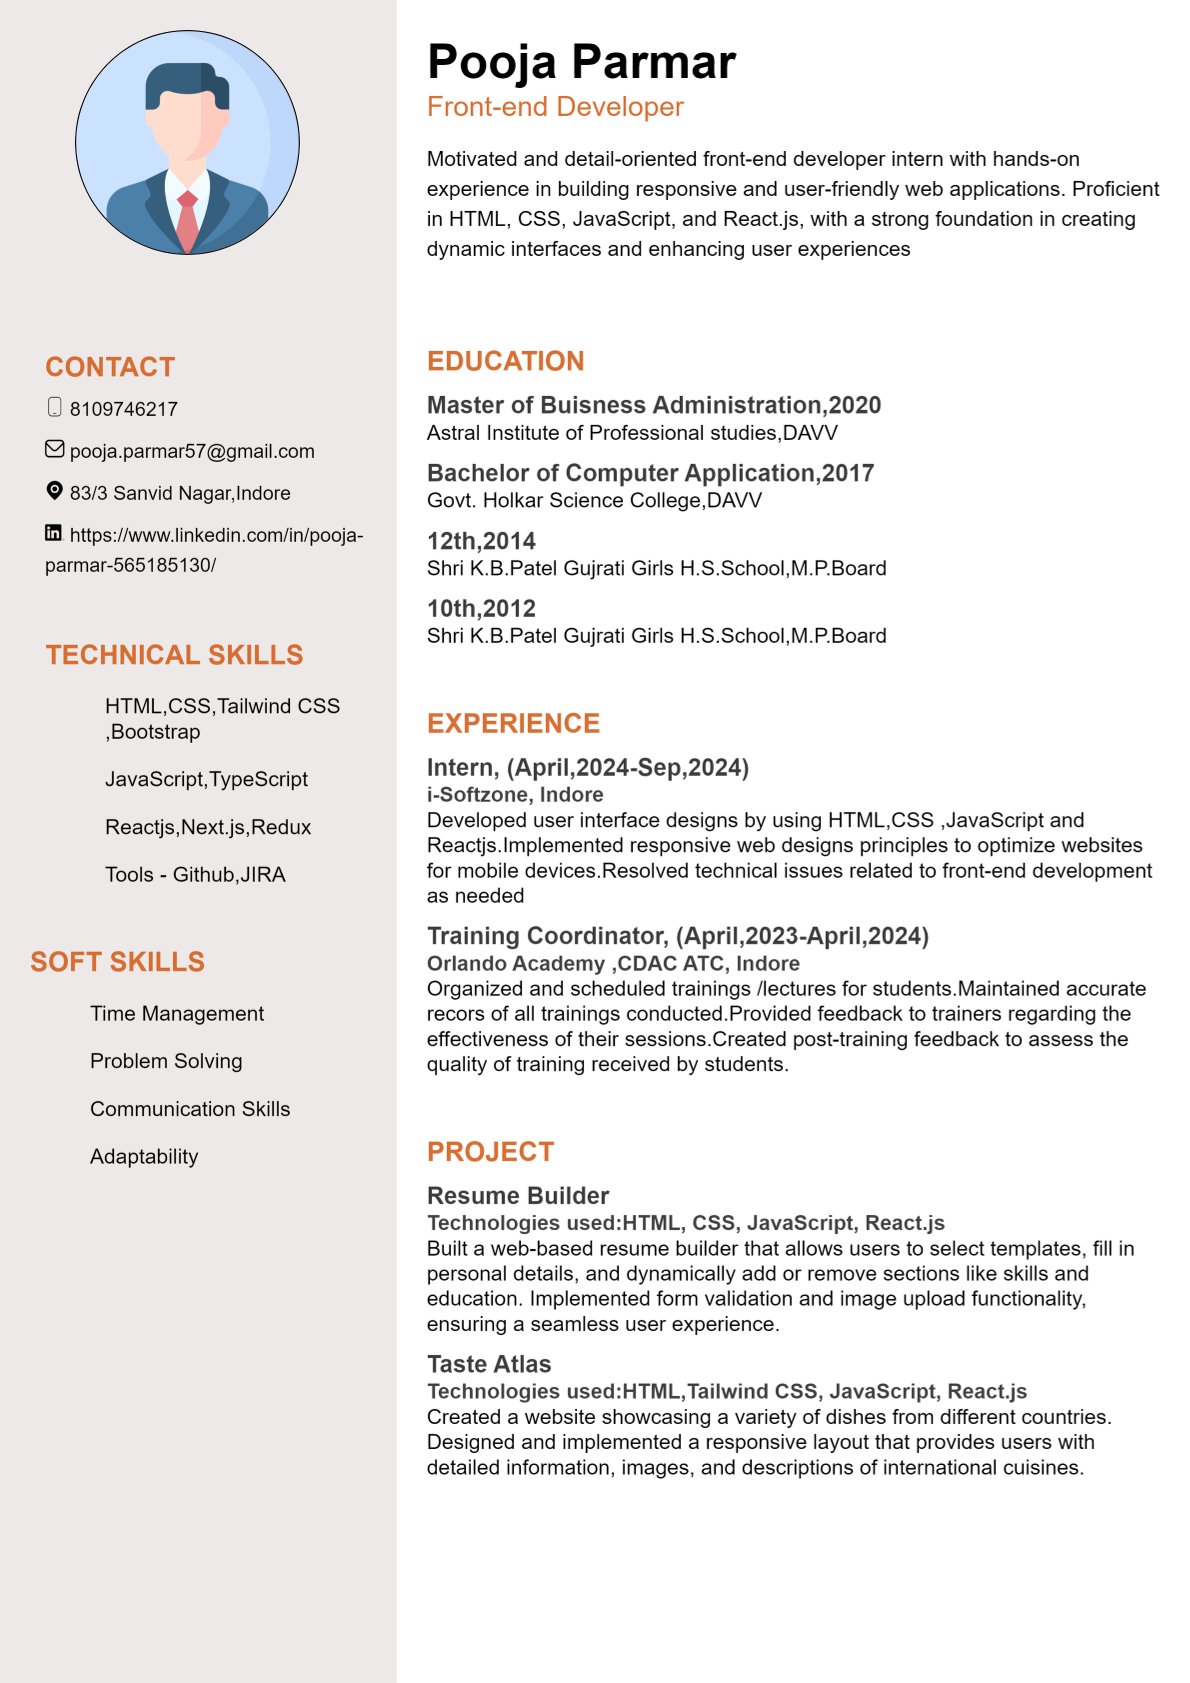 Pooja Parmar
Front-end Developer
Motivated and detail-oriented front-end developer intern with hands-on
experience in building responsive and user-friendly web applications. Proficient
in HTML, CSS, JavaScript, and React.js, with a strong foundation in creating
dynamic interfaces and enhancing user experiences
CONTACT
8109746217
pooja.parmar57@gmail.com
83/3 Sanvid Nagar,Indore
https://www.linkedin.com/in/pooja-
parmar-565185130/
TECHNICAL SKILLS
HTML,CSS,Tailwind CSS
,Bootstrap
JavaScript,TypeScript
Reactjs,Next.js,Redux
Tools - Github,JIRA
SOFT SKILLS
Time Management
Problem Solving
Communication Skills
Adaptability
EDUCATION
Master of Buisness Administration,2020
Astral Institute of Professional studies,DAVV
Bachelor of Computer Application,2017
Govt. Holkar Science College,DAVV
12th,2014
Shri K.B.Patel Gujrati Girls H.S.School,M.P.Board
10th,2012
Shri K.B.Patel Gujrati Girls H.S.School,M.P.Board
EXPERIENCE
Intern, (April,2024-Sep,2024)
i-Softzone, Indore
Developed user interface designs by using HTML,CSS ,JavaScript and
Reactjs.Implemented responsive web designs principles to optimize websites
for mobile devices.Resolved technical issues related to front-end development
as needed
Training Coordinator, (April,2023-April,2024)
Orlando Academy ,CDAC ATC, Indore
Organized and scheduled trainings /lectures for students.Maintained accurate
recors of all trainings conducted.Provided feedback to trainers regarding the
effectiveness of their sessions.Created post-training feedback to assess the
quality of training received by students.
PROJECT
Resume Builder
Technologies used:HTML, CSS, JavaScript, React.js
Built a web-based resume builder that allows users to select templates, fill in
personal details, and dynamically add or remove sections like skills and
education. Implemented form validation and image upload functionality,
ensuring a seamless user experience.
Taste Atlas
Technologies used:HTML,Tailwind CSS, JavaScript, React.js
Created a website showcasing a variety of dishes from different countries.
Designed and implemented a responsive layout that provides users with
detailed information, images, and descriptions of international cuisines.